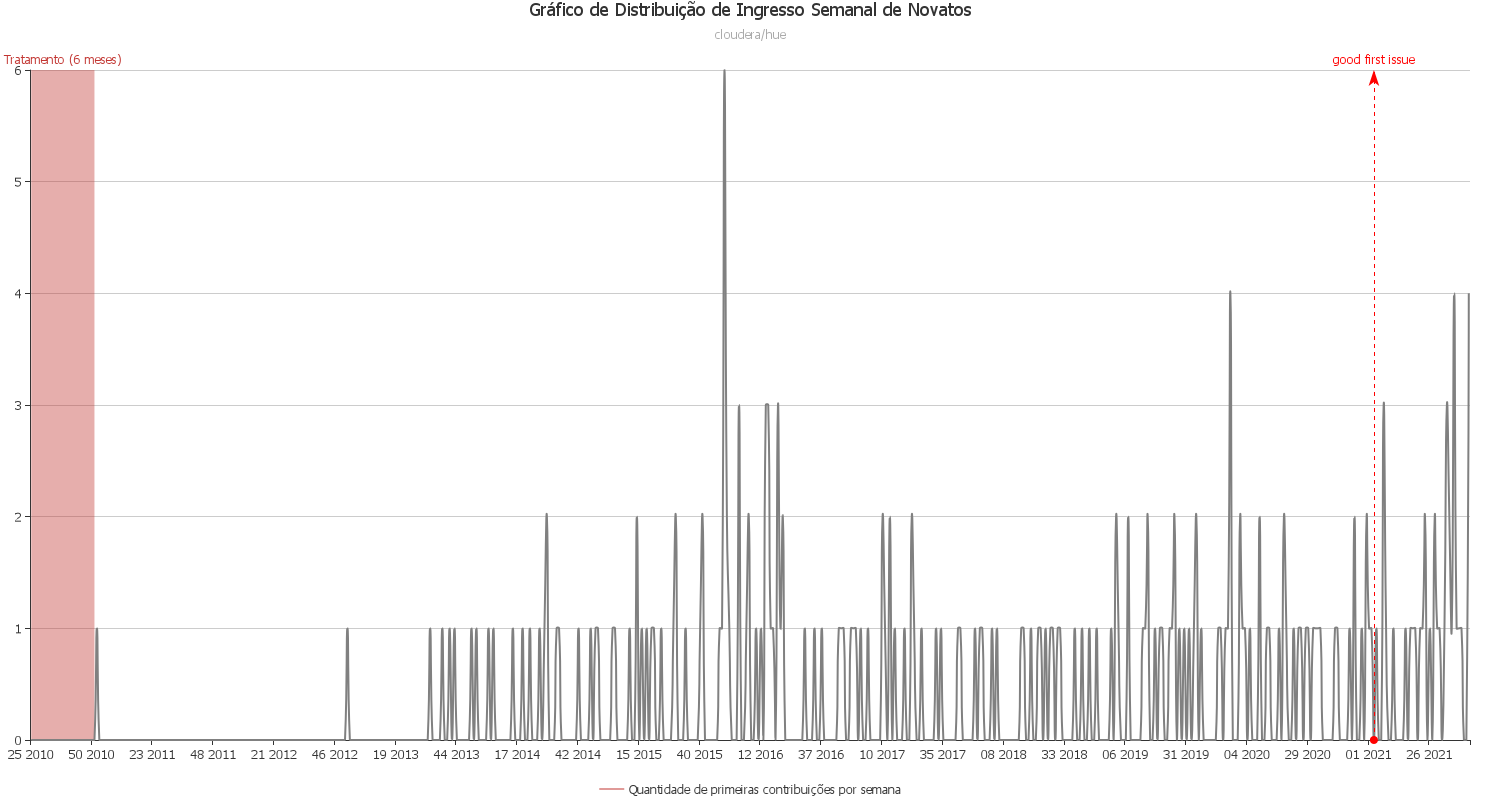 Gráfico de Distribuição de Ingresso Semanal de Novatos
cloudera/hue
Tratamento (6 meses)
good first issue
6
5
4
3
2
1
0
25 2010 50 2010 23 2011 48 2011 21 2012 46 2012 19 2013 44 2013 17 2014 42 2014 15 2015 40 2015 12 2016 37 2016 10 2017 35 2017 08 2018 33 2018 06 2019 31 2019 04 2020 29 2020 01 2021 26 2021
Quantidade de primeiras contribuições por semana